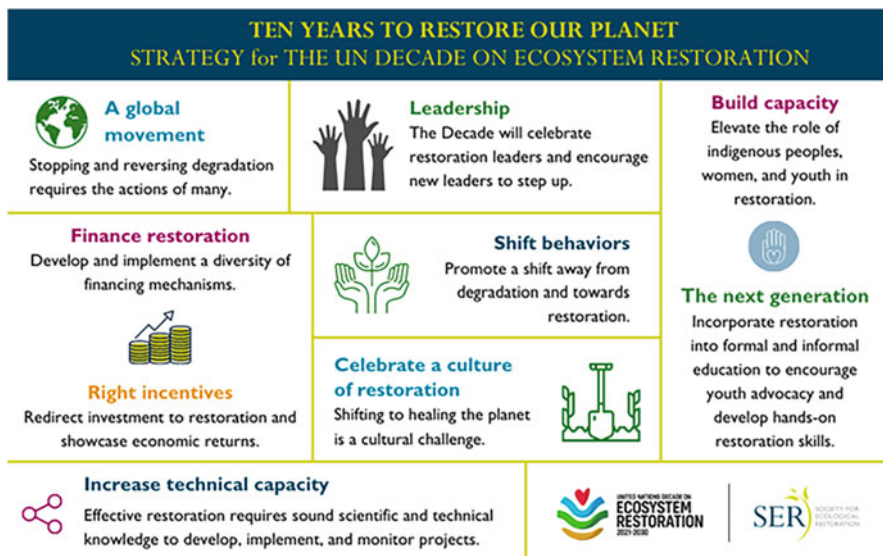 TEN YEARS TO RESTORE OUR PLANET
STRATEGY for THE UN DECADE ON ECOSYSTEM RESTORATION
A global
movement
Stopping and reversing degradation
requires the actions of many.
Leadership
The Decade will celebrate
restoration leaders and encourage
new leaders to step up.
Build capacity
Elevate the role of
indigenous peoples,
women, and youth in
restoration.
Finance restoration
Develop and implement a diversity of
financing mechanisms.
Right incentives
Redirect investment to restoration and
showcase economic returns.
Shift behaviors
Promote a shift away from
degradation and towards
restoration.
Celebrate a culture
of restoration
Shifting to healing the planet
is a cultural challenge.
The next generation
Incorporate restoration
into formal and informal
education to encourage
youth advocacy and
develop hands-on
restoration skills.
Increase technical capacity
Effective restoration requires sound scientific and technical
knowledge to develop, implement, and monitor projects.
UNITED NATIONS DECADE ON
ECOSYSTEM
RESTORATION
2021-2030
SER
SOCIETY FOR
ECOLOGICAL
RESTORATION